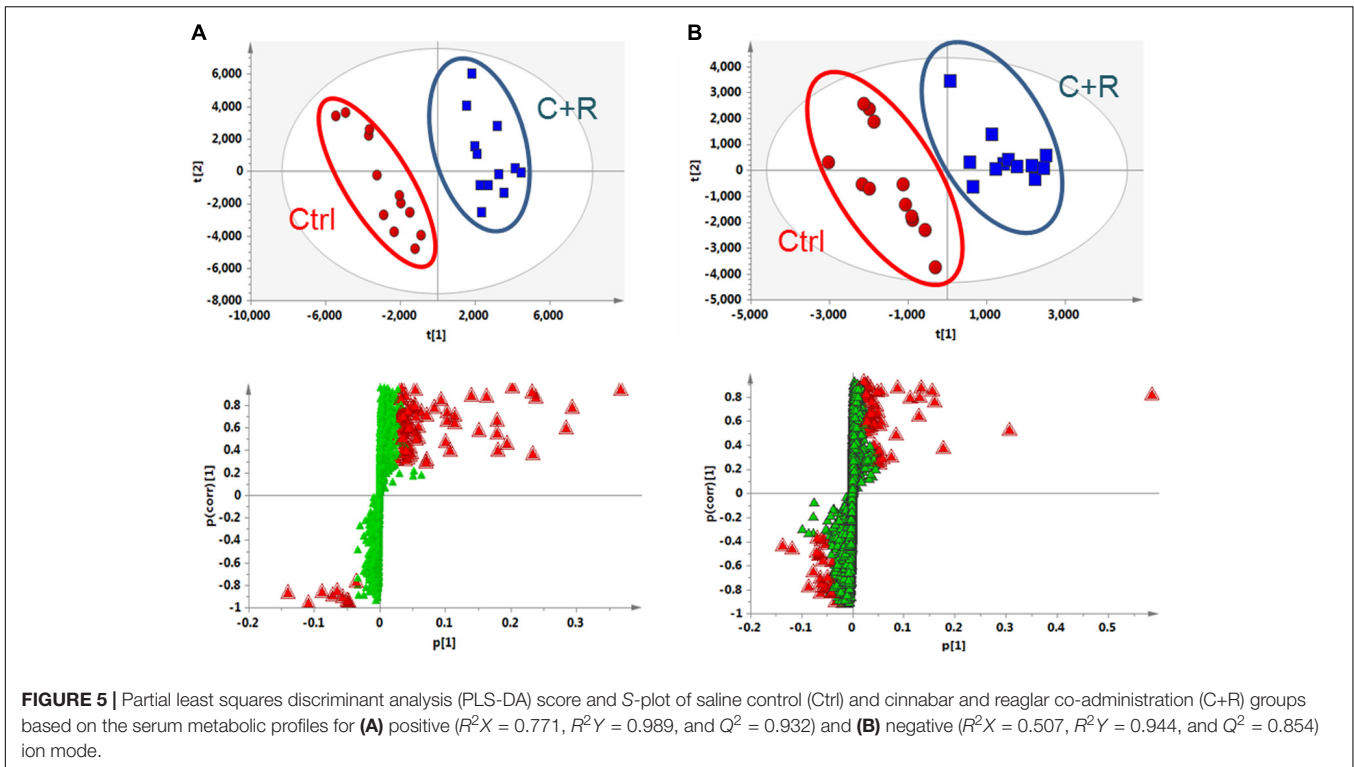 A
6,000
4,000
2,000
0
-2,000
-4,000
-6,000
-8,000
t[2]
-10,000 -6,000 -2,000 2,000 6,000
t[1]
Ctrl
C+R
B
4,000
3,000
2,000
1,000
0
-1,000
-2,000
-3,000
-4,000
-5,000
t[2]
-5,000 -3,000 -1,000 1,000 3,000
t[1]
Ctrl
C+R
0.8
0.6
0.4
0.2
0
-0.2
-0.4
-0.6
-0.8
-1
p(corr)[1]
-0.2 -0.1 0 0.1 0.2 0.3
p[1]
0.8
0.6
0.4
0.2
0
-0.2
-0.4
-0.6
-0.8
-1
p(corr)[1]
-0.2 -0.1 0 0.1 0.2 0.3 0.4 0.5
p[1]
FIGURE 5 | Partial least squares discriminant analysis (PLS-DA) score and S-plot of saline control (Ctrl) and cinnabar and reaglar co-administration (C+R) groups
based on the serum metabolic profiles for (A) positive (R²X = 0.771, R²Y = 0.989, and Q² = 0.932) and (B) negative (R²X = 0.507, R²Y = 0.944, and Q² = 0.854)
ion mode.